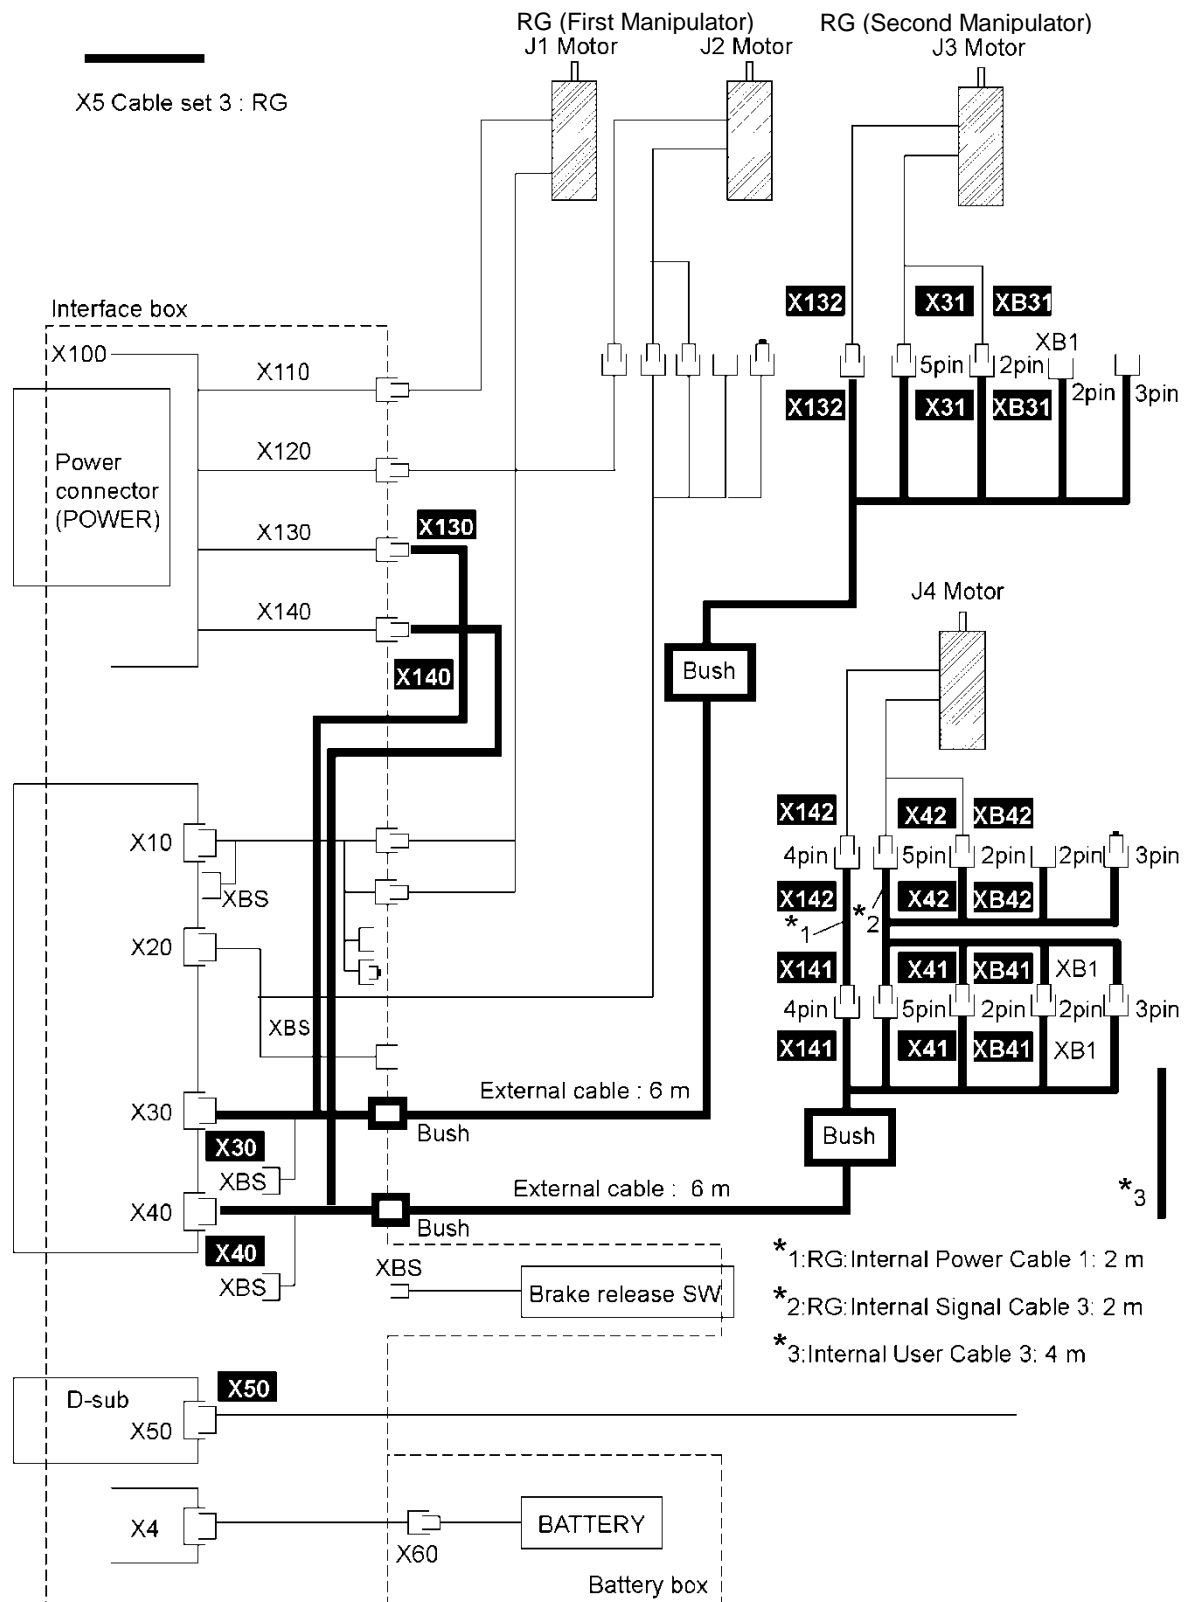 RG (First Manipulator)
J1 Motor
J2 Motor
RG (Second Manipulator)
J3 Motor
X5 Cable set 3 : RG
Interface box
X132
X31
XB31
X100
X110
5pin
2pin
XB1
2pin
3pin
X132
X31
XB31
Power
connector
(POWER)
X120
X130
X130
X140
X140
Bush
J4 Motor
X142
X42
XB42
X10
4pin
5pin
2pin
2pin
3pin
XBS
X142
X42
XB42
*1
*2
X20
X141
X41
XB41
XB1
XBS
4pin
5pin
2pin
2pin
3pin
X141
X41
XB41
XB1
X30
External cable : 6 m
Bush
Bush
X30
XBS
X40
External cable : 6 m
Bush
*3
X40
XBS
XBS
Brake release SW
*1:RG:Internal Power Cable 1: 2 m
*2:RG:Internal Signal Cable 3: 2 m
*3:Internal User Cable 3: 4 m
D-sub
X50
X50
X4
X60
BATTERY
Battery box